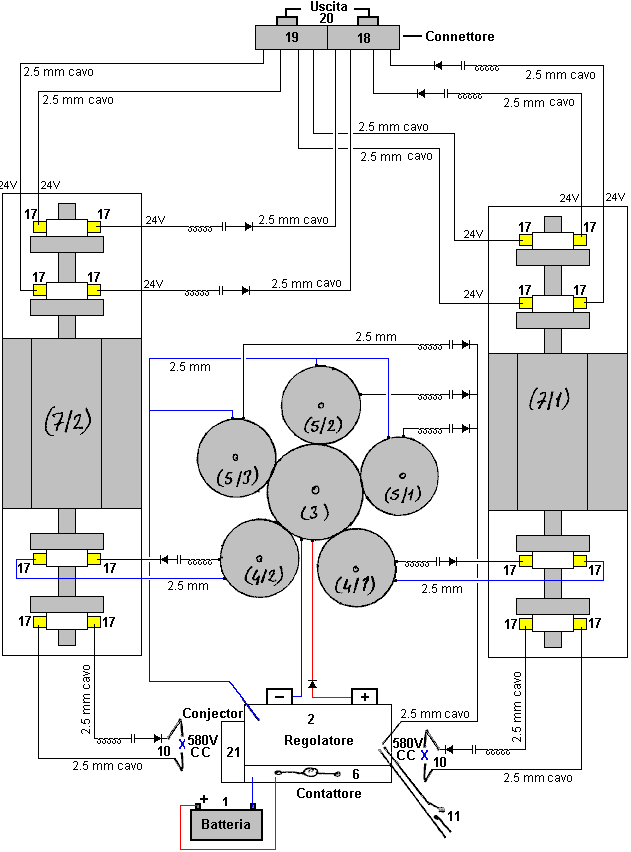 Uscita
20
19
18
Connettore
2.5 mm cavo
2.5 mm cavo
2.5 mm cavo
2.5 mm cavo
2.5 mm cavo
2.5 mm cavo
24V
24V
24V
24V
17
17
24V
2.5 mm cavo
17
17
24V
17
17
24V
2.5 mm cavo
17
17
24V
2.5 mm
2.5 mm
(7/2)
(5/2)
(7/1)
(5/3)
(5/1)
(3)
(4/2)
(4/1)
17
17
2.5 mm
17
17
2.5 mm
17
17
17
17
2.5 mm cavo
2.5 mm cavo
−
+
Conjector
2
2.5 mm cavo
10
X
580V
CC
21
Regolatore
580V
CC
X
10
2.5 mm cavo
6
2.5 mm cavo
Contattore
+
1
-
Batteria
11